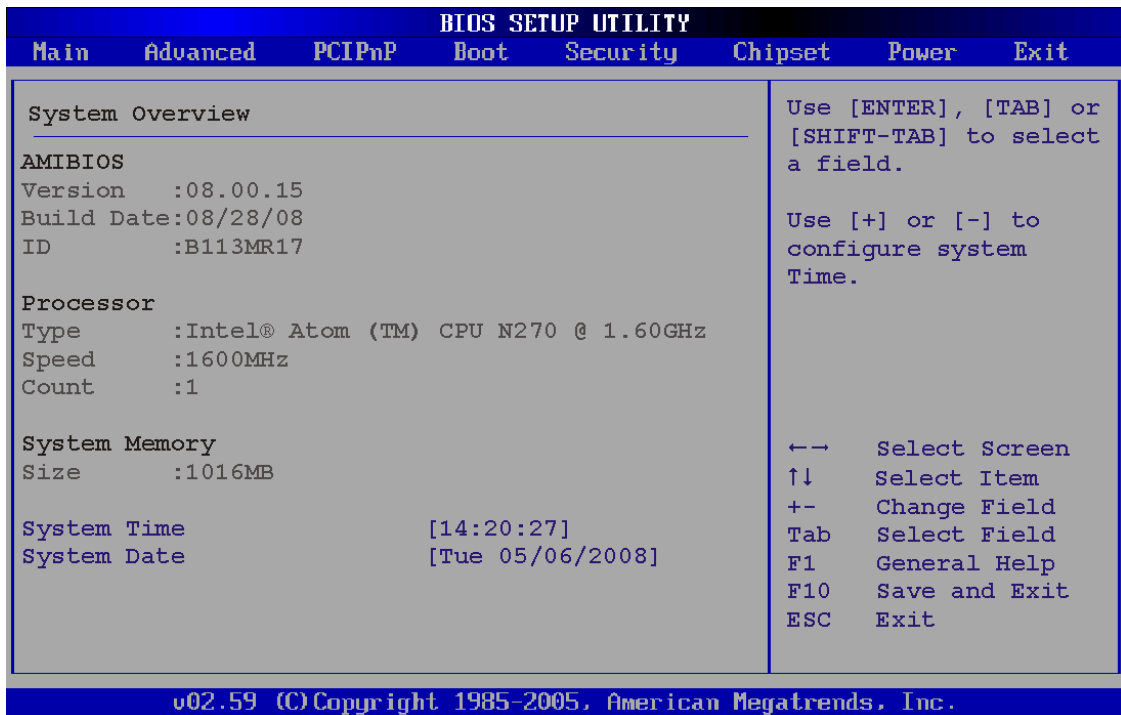 BIOS SETUP UTILITY
Main Advanced PCIPnP Boot Security Chipset Power Exit
System Overview
AMIBIOS
Version :08.00.15
Build Date:08/28/08
ID :B113MR17
Processor
Type :Intel® Atom (TM) CPU N270 @ 1.60GHz
Speed :1600MHz
Count :1
System Memory
Size :1016MB
System Time [14:20:27]
System Date [Tue 05/06/2008]
Use [ENTER], [TAB] or
[SHIFT-TAB] to select
a field.
Use [+] or [-] to
configure system
Time.
←→ Select Screen
↑↓ Select Item
+- Change Field
Tab Select Field
F1 General Help
F10 Save and Exit
ESC Exit
v02.59 (C)Copyright 1985-2005, American Megatrends, Inc.